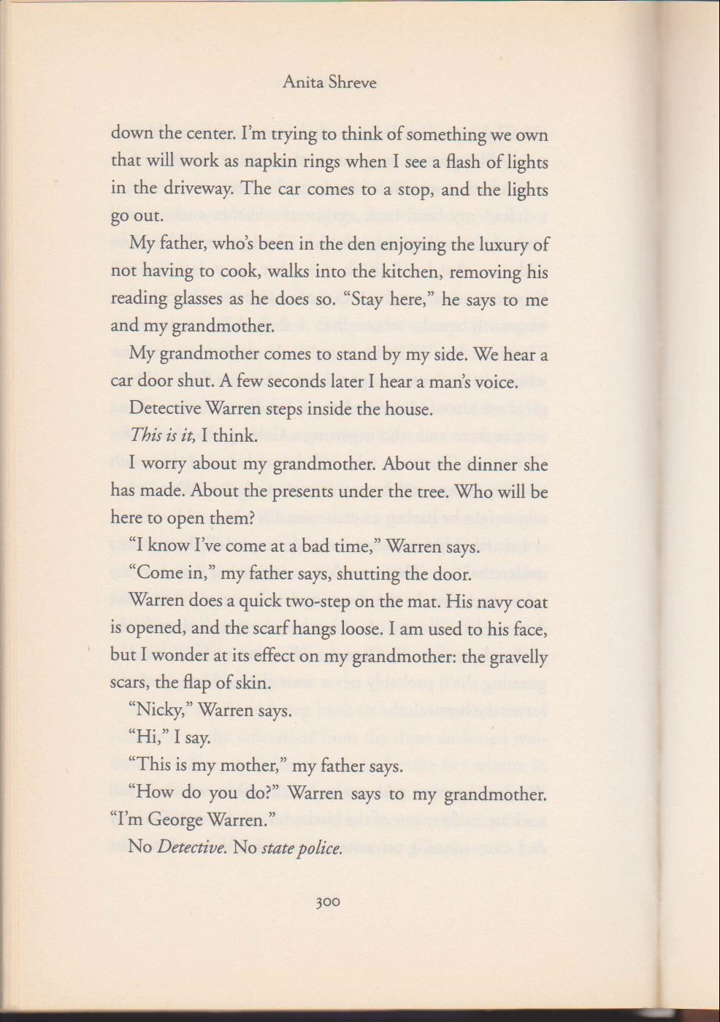 Anita Shreve
down the center. I'm trying to think of something we own
that will work as napkin rings when I see a flash of lights
in the driveway. The car comes to a stop, and the lights
go out.
My father, who's been in the den enjoying the luxury of
not having to cook, walks into the kitchen, removing his
reading glasses as he does so. “Stay here,” he says to me
and my grandmother.
My grandmother comes to stand by my side. We hear a
car door shut. A few seconds later I hear a man's voice.
Detective Warren steps inside the house.
This is it, I think.
I worry about my grandmother. About the dinner she
has made. About the presents under the tree. Who will be
here to open them?
“I know I've come at a bad time,” Warren says.
“Come in,” my father says, shutting the door.
Warren does a quick two-step on the mat. His navy coat
is opened, and the scarf hangs loose. I am used to his face,
but I wonder at its effect on my grandmother: the gravelly
scars, the flap of skin.
“Nicky,” Warren says.
“Hi,” I say.
“This is my mother,” my father says.
“How do you do?” Warren says to my grandmother.
“I'm George Warren.”
No Detective. No state police.
300